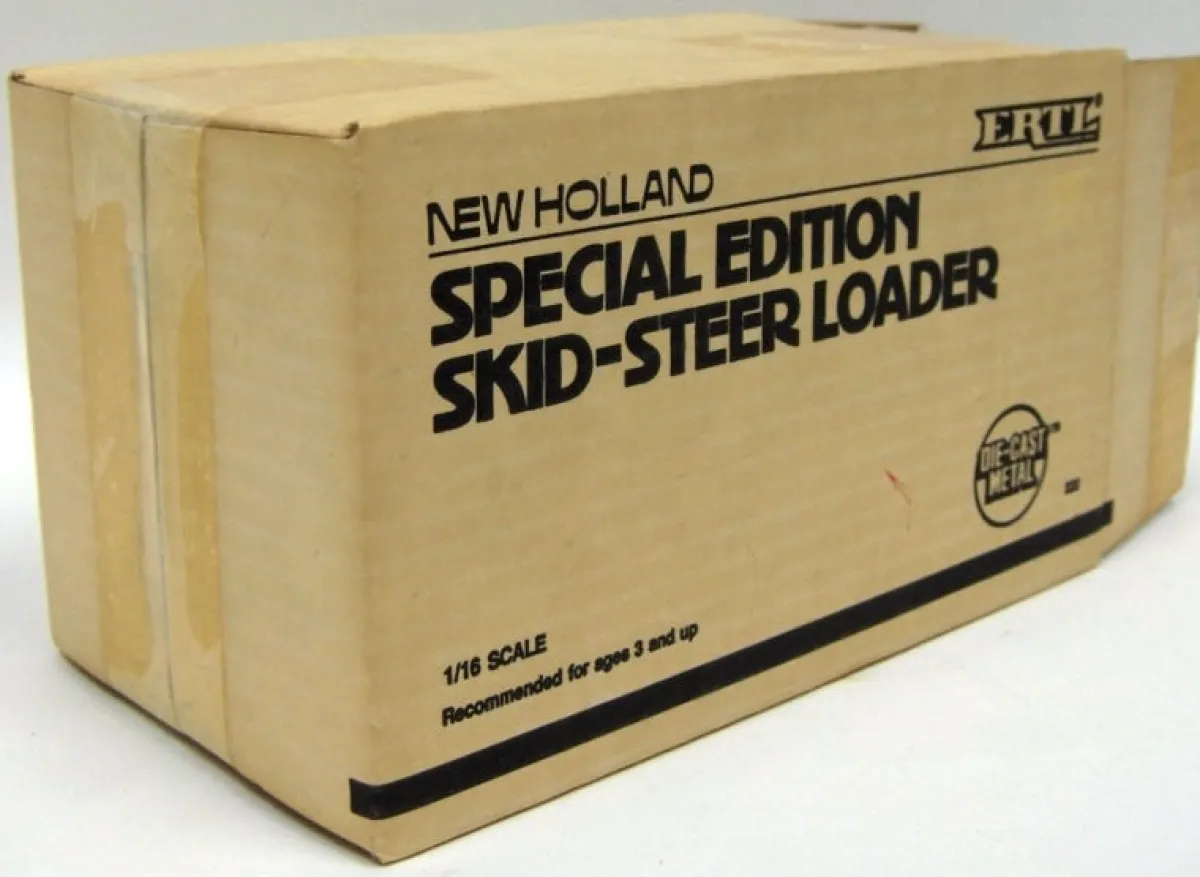 ERTL®
NEW HOLLAND
SPECIAL EDITION
SKID-STEER LOADER
DIE-CAST
METAL™
1/16 SCALE
Recommended for ages 3 and up